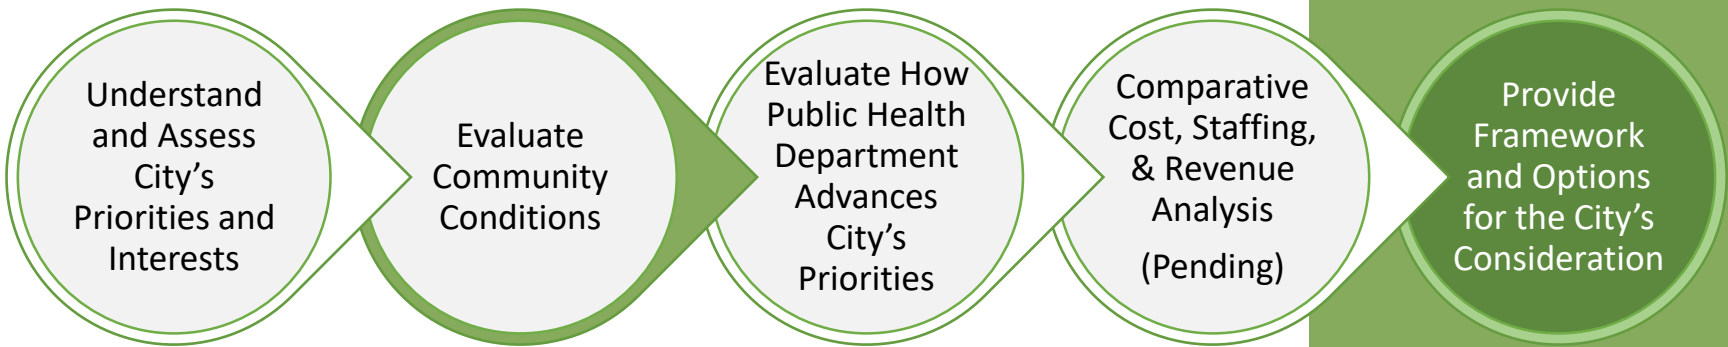 Understand
and Assess
City’s
Priorities and
Interests
Evaluate
Community
Conditions
Evaluate How
Public Health
Department
Advances
City’s
Priorities
Comparative
Cost, Staffing,
& Revenue
Analysis
(Pending)
Provide
Framework
and Options
for the City’s
Consideration